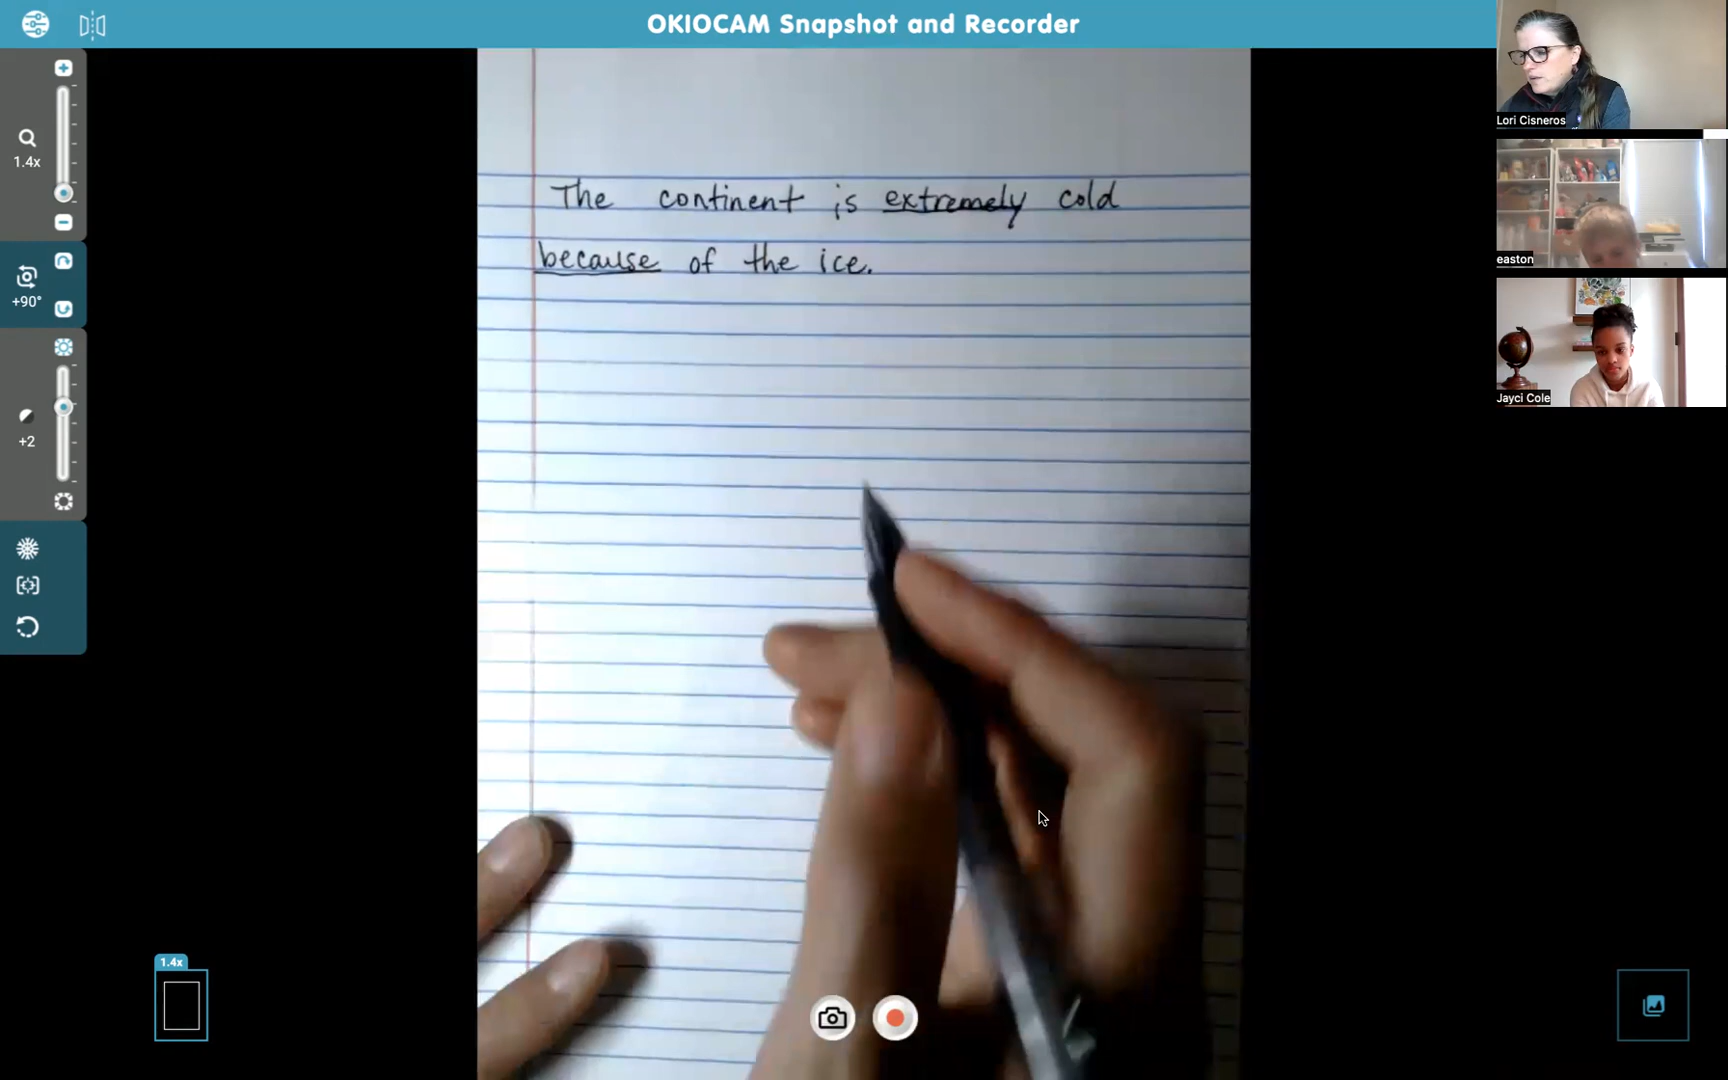 OKIOCAM Snapshot and Recorder
1.4x
+90°
+2
The continent is extremely cold
because of the ice.
1.4x
Lori Cisneros
easton
Jayci Cole